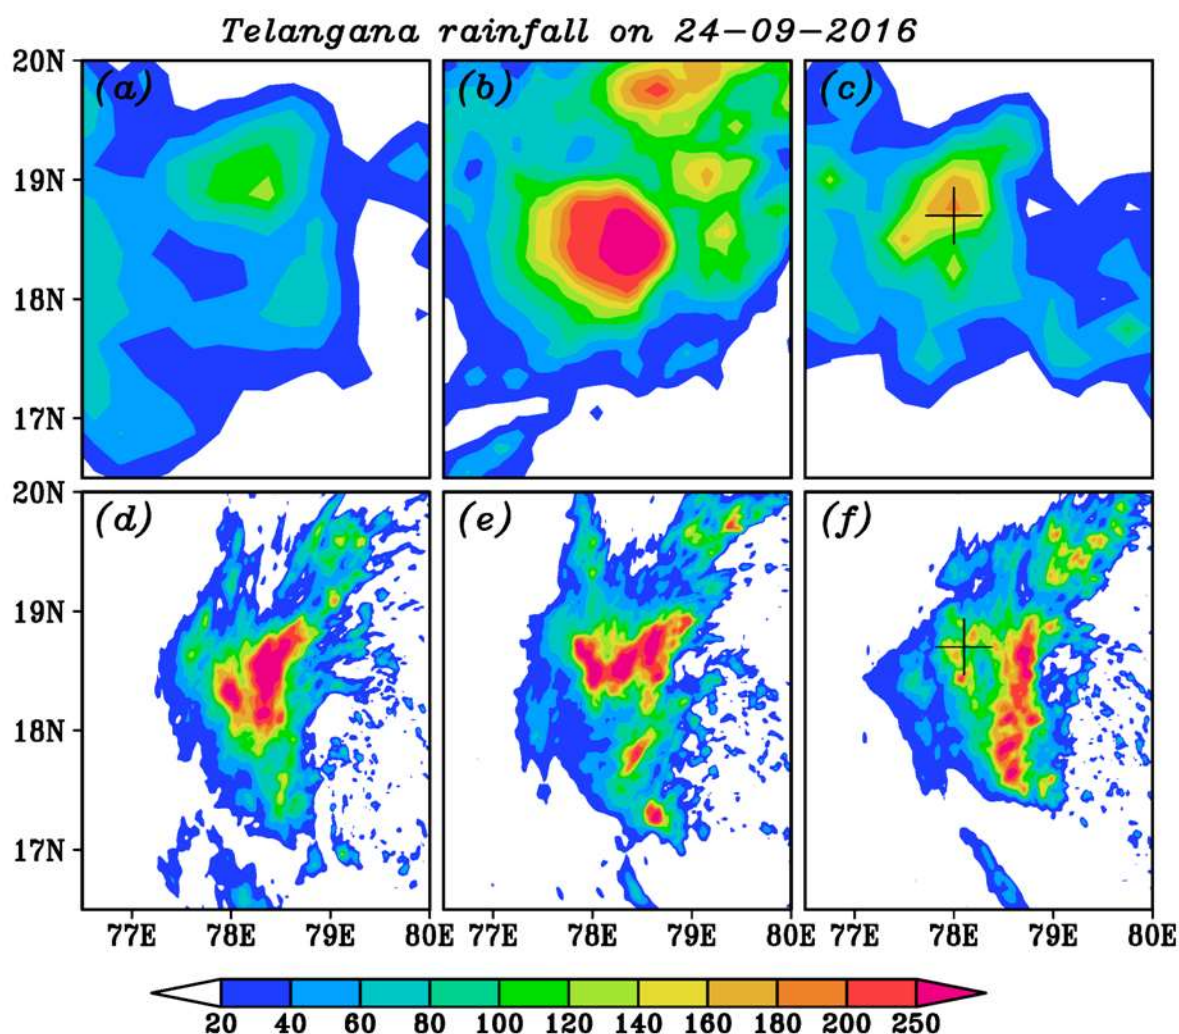 Telangana rainfall on 24-09-2016
20N (a) (b) (c)
19N
18N
17N
20N (d) (e) (f)
19N
18N
17N
77E 78E 79E 80E 77E 78E 79E 80E 77E 78E 79E 80E
20 40 60 80 100 120 140 160 180 200 250